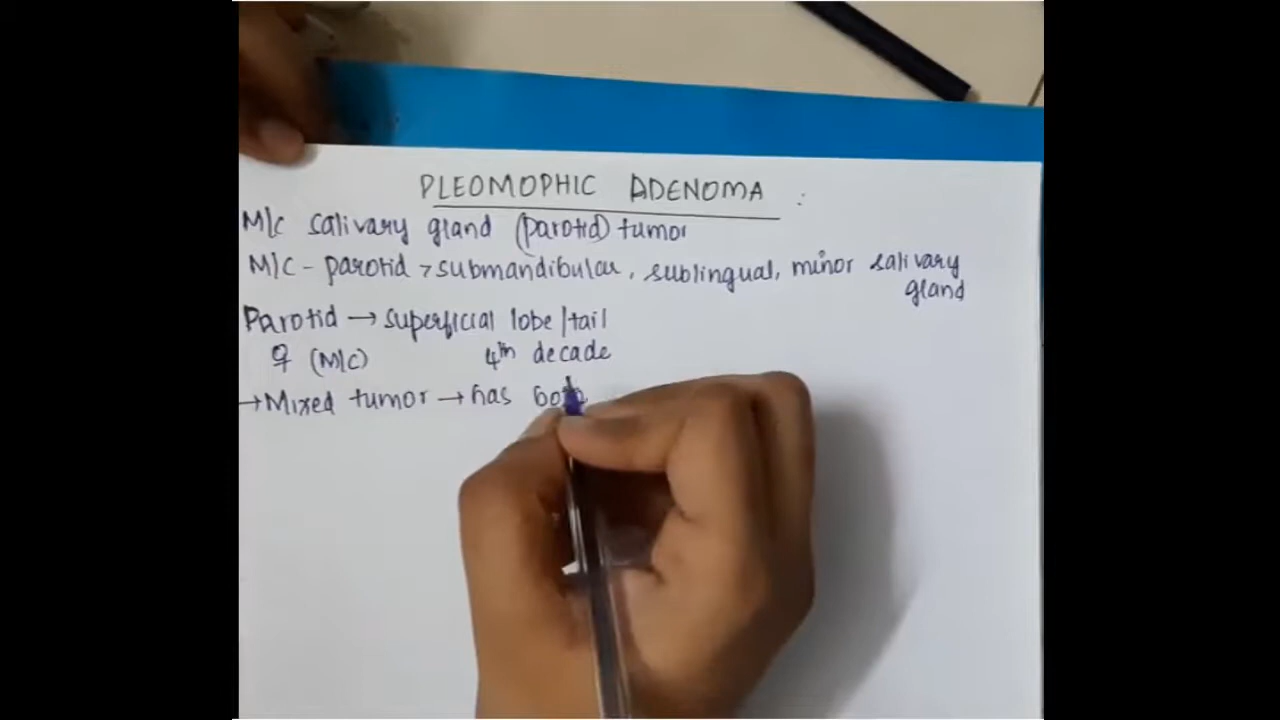 PLEOMOPHIC ADENOMA :
M/c salivary gland (parotid) tumor
M/c - parotid > submandibular, sublingual, minor salivary
gland
Parotid → superficial lobe/tail
♀ (M/c) 4th decade
→ Mixed tumor → has both